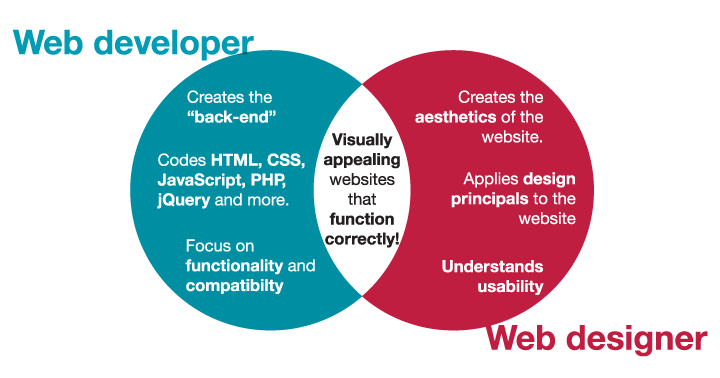 Web developer
Creates the
“back-end”
Codes HTML, CSS,
JavaScript, PHP,
jQuery and more.
Focus on
functionality and
compatibilty
Visually
appealing
websites
that
function
correctly!
Creates the
aesthetics of the
website.
Applies design
principals to the
website
Understands
usability
Web designer